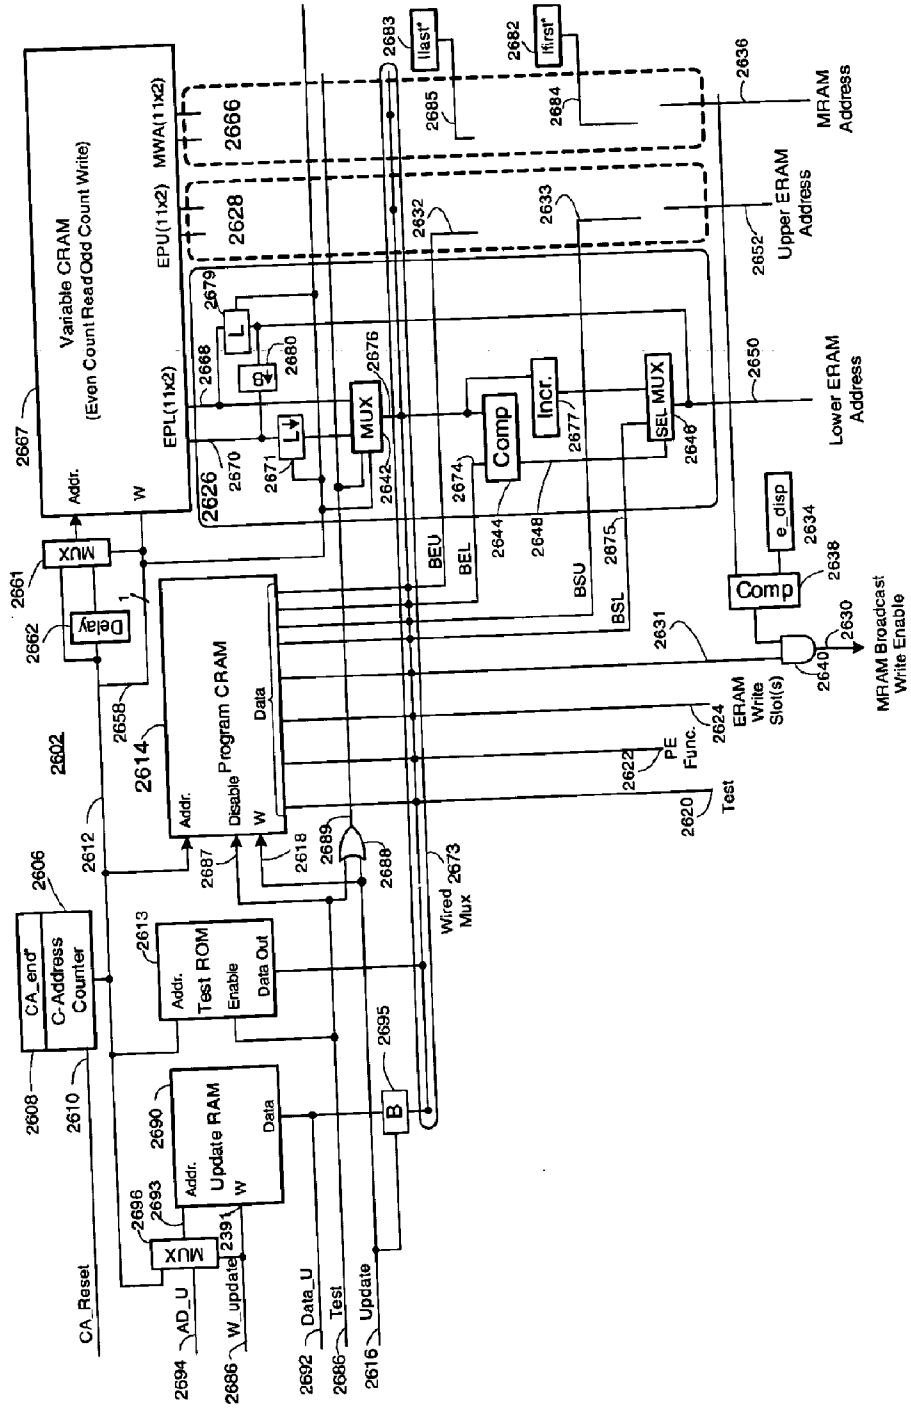 2667
Variable CRAM
(Even Count Read Odd Count Write)
Addr.
W
EPL(11x2)
EPU(11x2)
MWA(11x2)
2661
MUX
2662
Delay
1
2658
2602
2612
2606
CA_end*
C-Address
Counter
2608
2610
CA_Reset
2614
Addr.
Disable
Program CRAM
W
Data
2687
2618
2689
2688
2613
Addr.
Test ROM
Enable
Data Out
2690
Addr.
Update RAM
W
Data
2696
2693
MUX
2391
AD_U
2694
W_update
2686
Data_U
2692
Test
2686
Update
2616
2695
B
Wired
Mux
2673
2626
2670
2668
L
2679
B
2680
L
2671
MUX
2642
2676
2628
2666
2683
Ilast*
2685
2682
Ifirst*
2684
2632
2633
BEU
BEL
BSU
BSL
2674
Comp
2644
Incr.
2677
2648
2675
SEL MUX
2646
2650
Lower ERAM
Address
2652
Upper ERAM
Address
2636
MRAM
Address
e_disp
2634
Comp
2638
2640
2630
MRAM Broadcast
Write Enable
2631
ERAM
Write
Slot(s)
2624
PE
Func.
2622
2620
Test